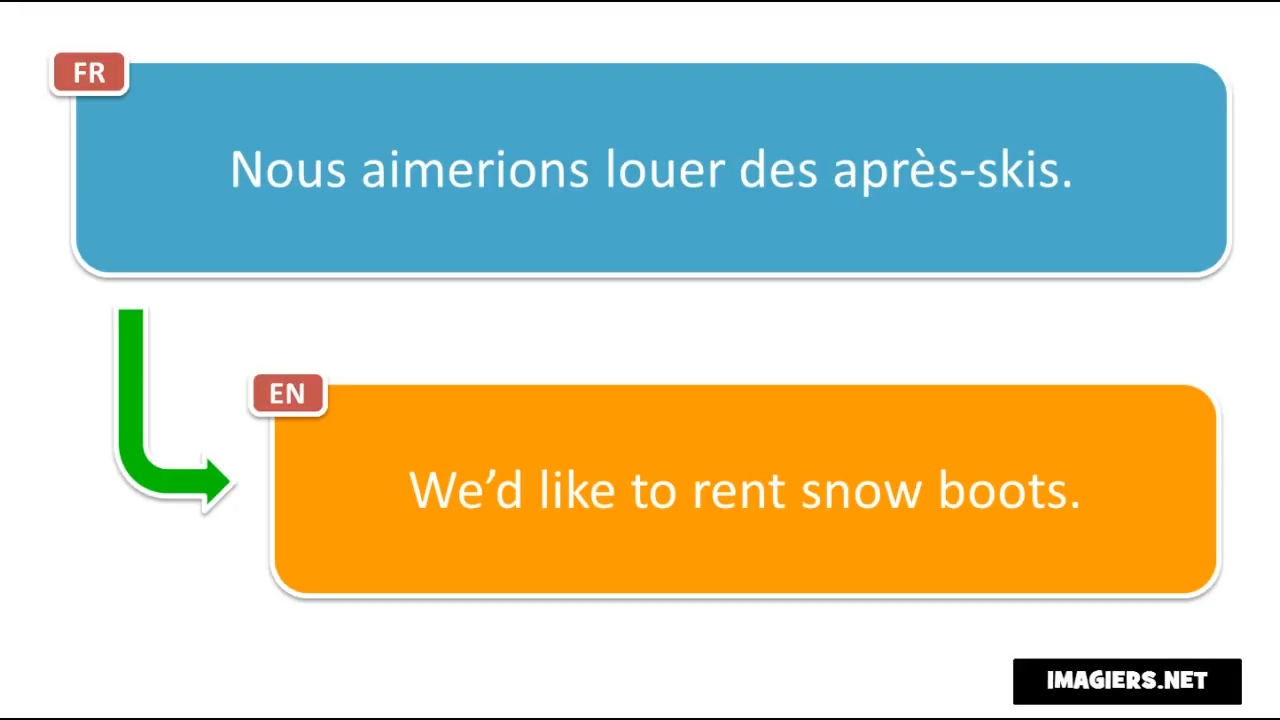 FR
Nous aimerions louer des après-skis.
EN
We’d like to rent snow boots.
IMAGIERS.NET